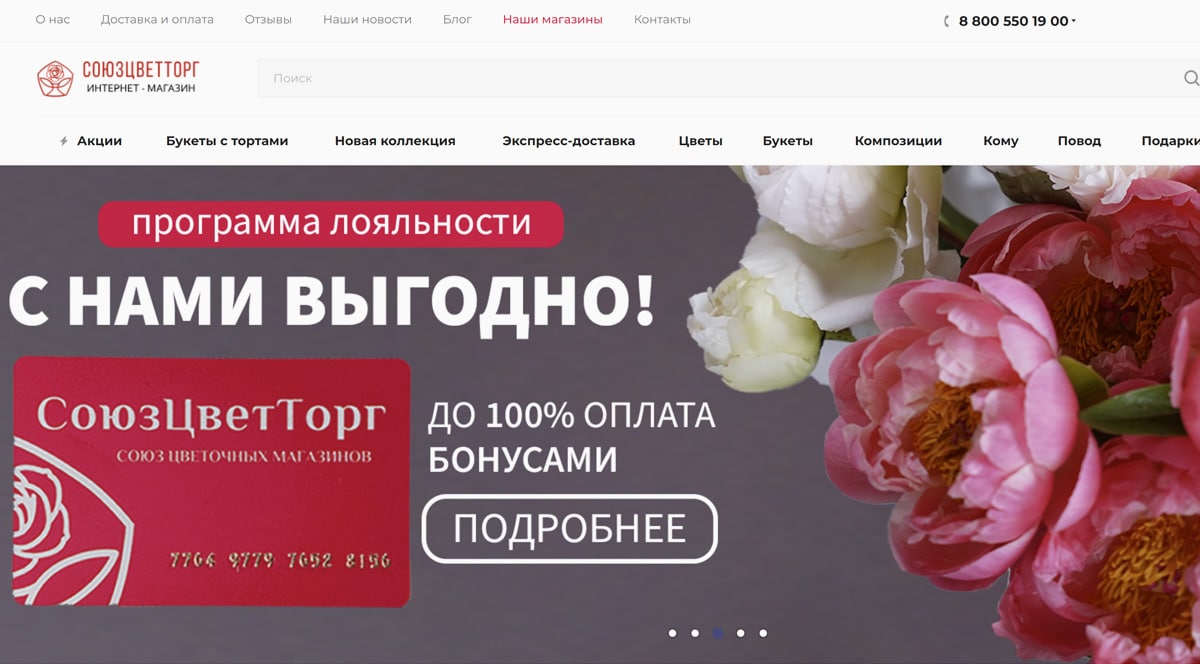 О нас Доставка и оплата Отзывы Наши новости Блог Наши магазины Контакты 8 800 550 19 00
СОЮЗЦВЕТТОРГ
ИНТЕРНЕТ - МАГАЗИН
Поиск
Акции Букеты с тортами Новая коллекция Экспресс-доставка Цветы Букеты Композиции Кому Повод Подарки
программа лояльности
С НАМИ ВЫГОДНО!
СоюзЦветТорг
СОЮЗ ЦВЕТОЧНЫХ МАГАЗИНОВ
7764 9779 7652 8196
ДО 100% ОПЛАТА
БОНУСАМИ
ПОДРОБНЕЕ